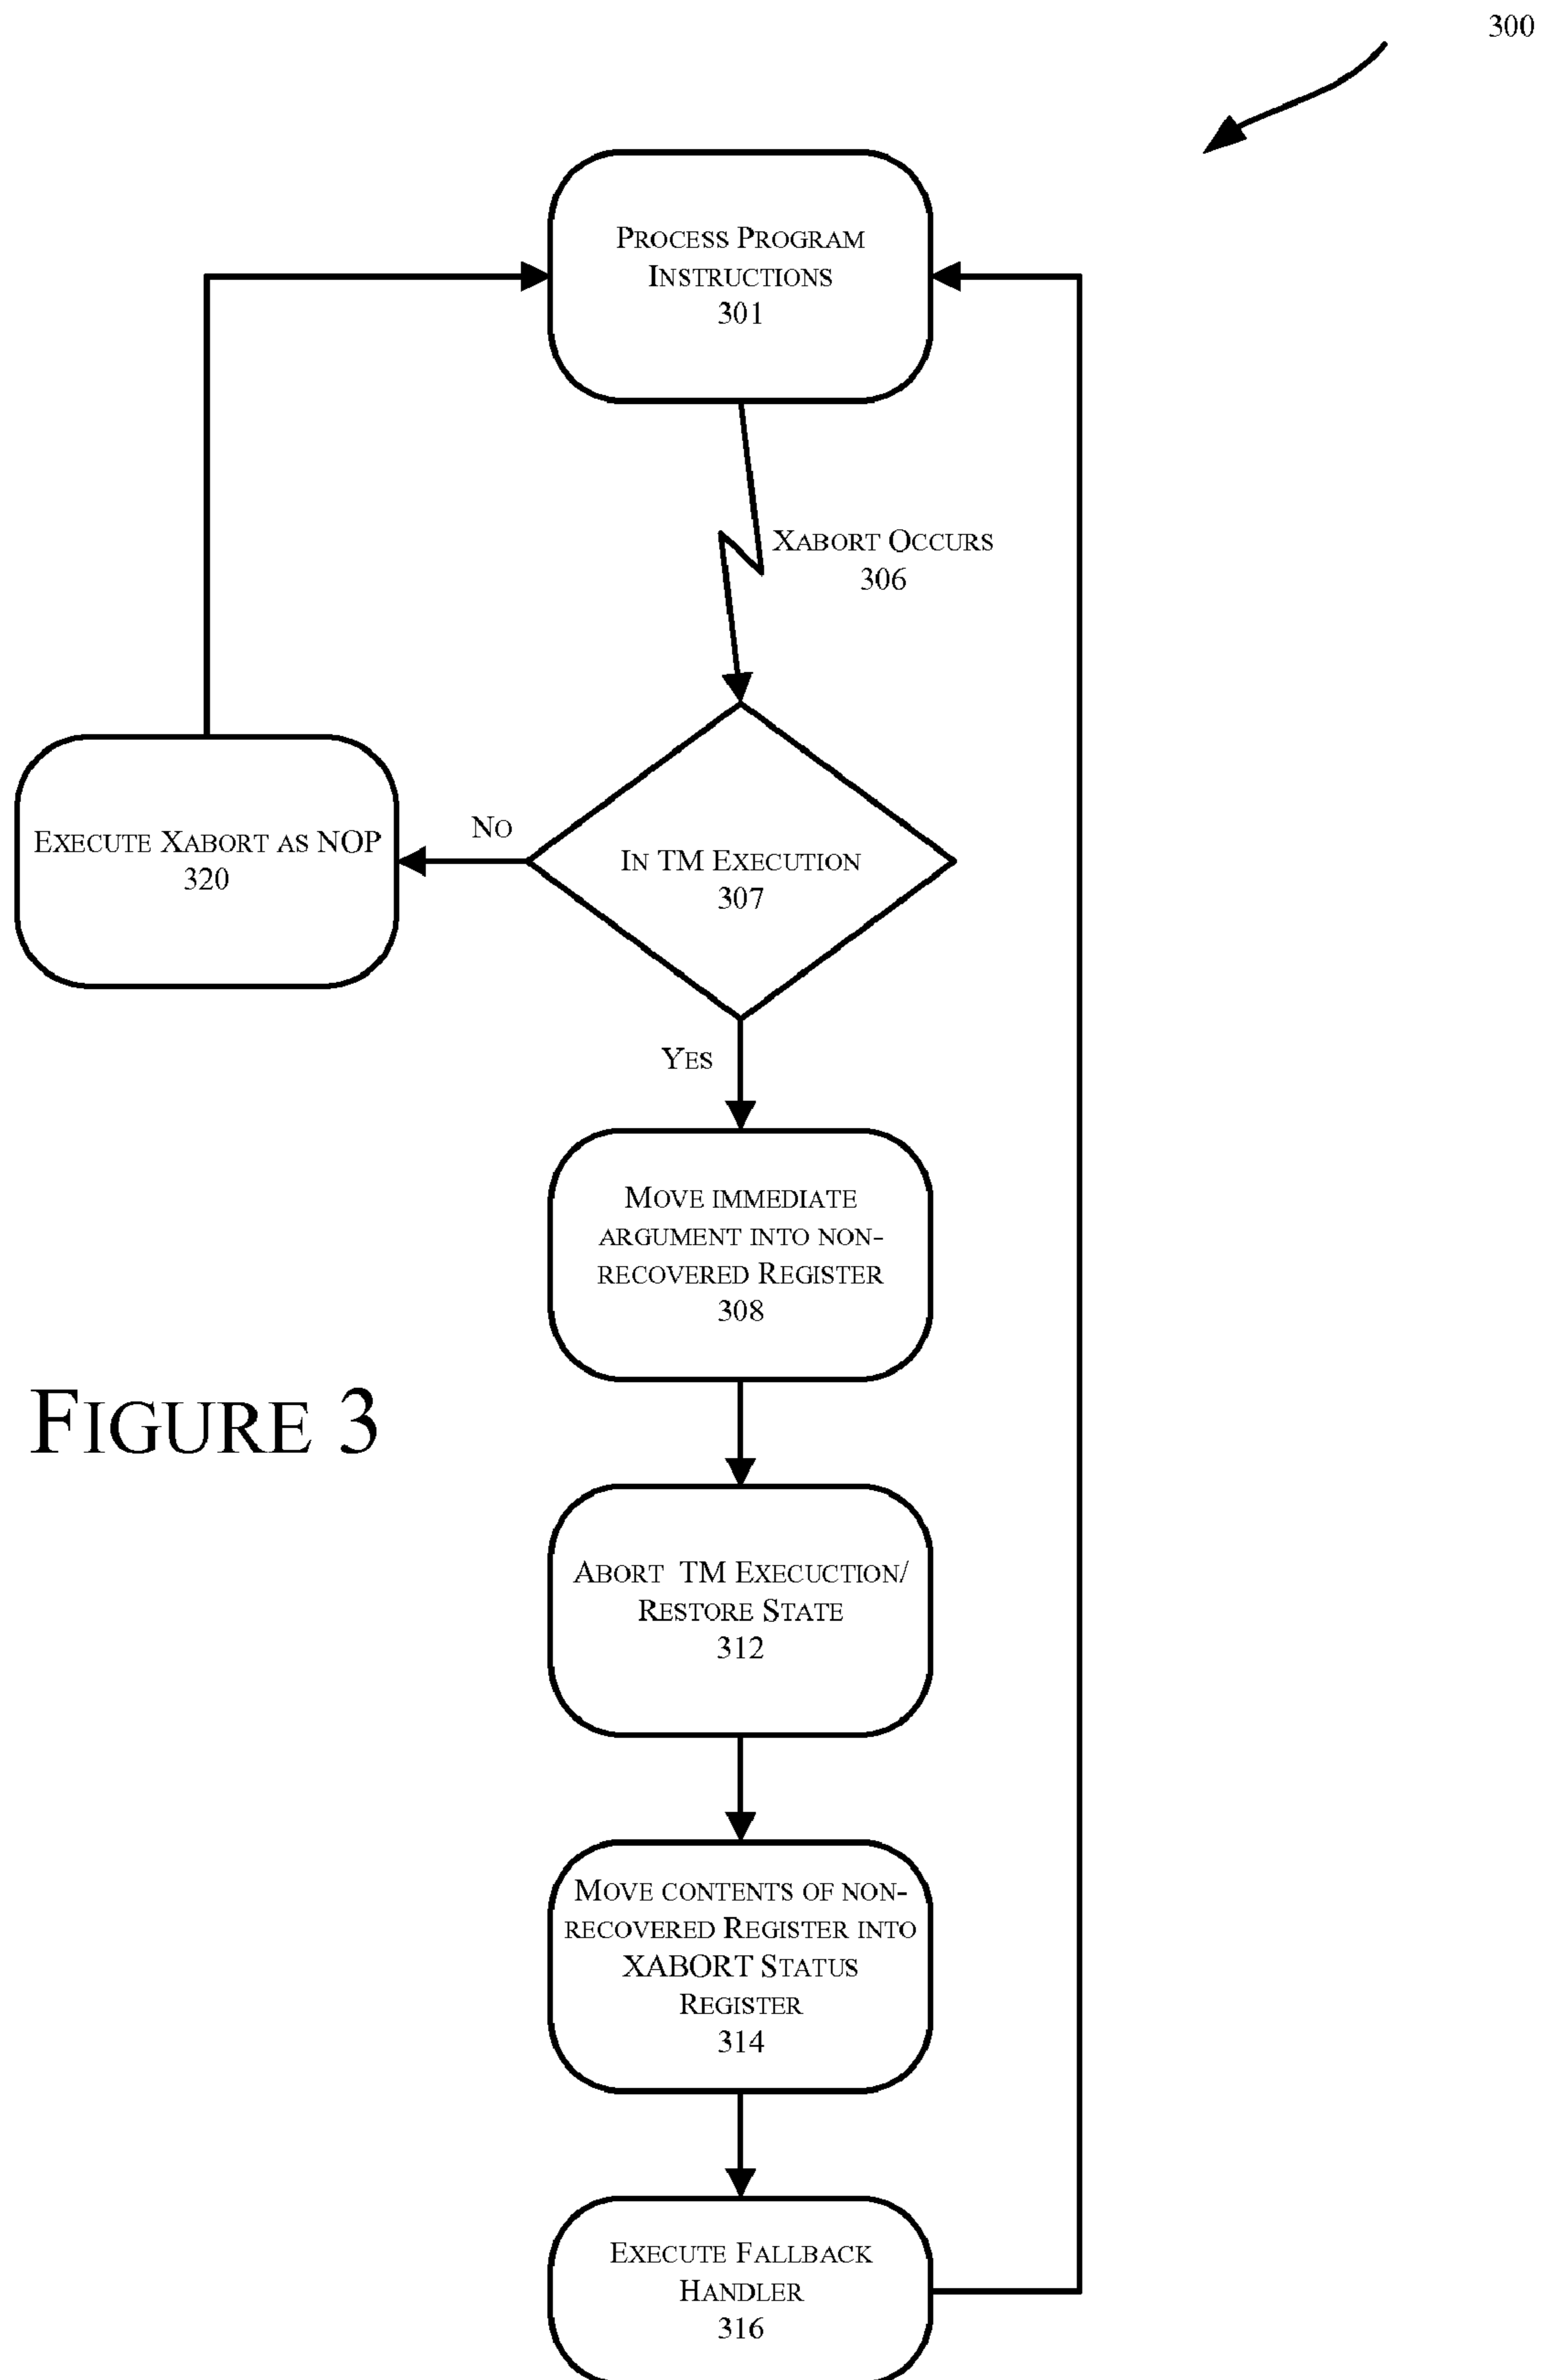 300
Process Program
Instructions
301
Xabort Occurs
306
No
Execute Xabort as NOP
320
In TM Execution
307
Yes
Move immediate
argument into non-
recovered Register
308
Figure 3
Abort TM Execuction/
Restore State
312
Move contents of non-
recovered Register into
XABORT Status
Register
314
Execute Fallback
Handler
316